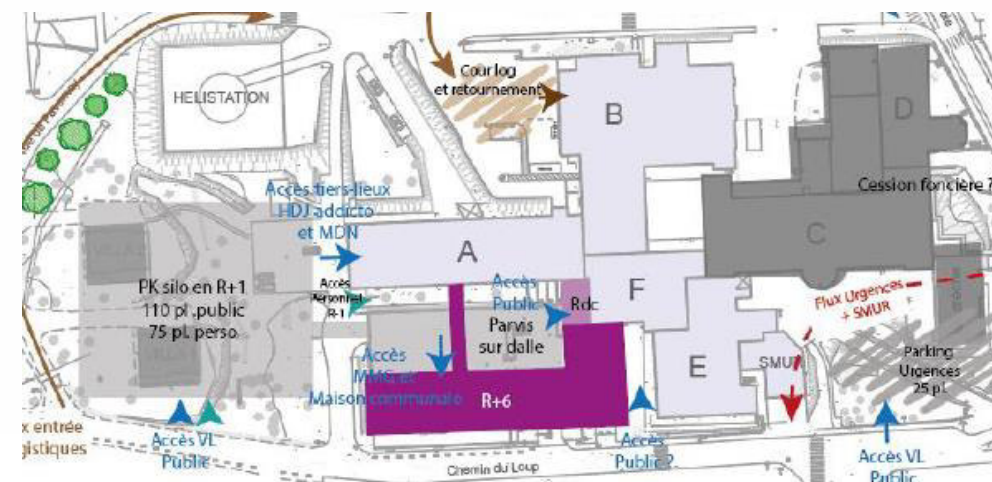 HELISTATION
Cour log
et retournement
B
D
Cession foncière ?
Accès tiers-lieux
HDJ addicto
et MDN
A
C
PK silo en R+1
110 pl .public
75 pl. perso
Accès
Personnel
R-1
Accès
Public
Rdc
F
Parvis
sur dalle
Flux Urgences
+ SMUR
Accès
MMG et
Maison communale
R+6
E
SMUR
Parking
Urgences
25 pl
x entrée
gistiques
Accès VL
Public
Chemin du Loup
Accès
Public ?
Accès VL
Public